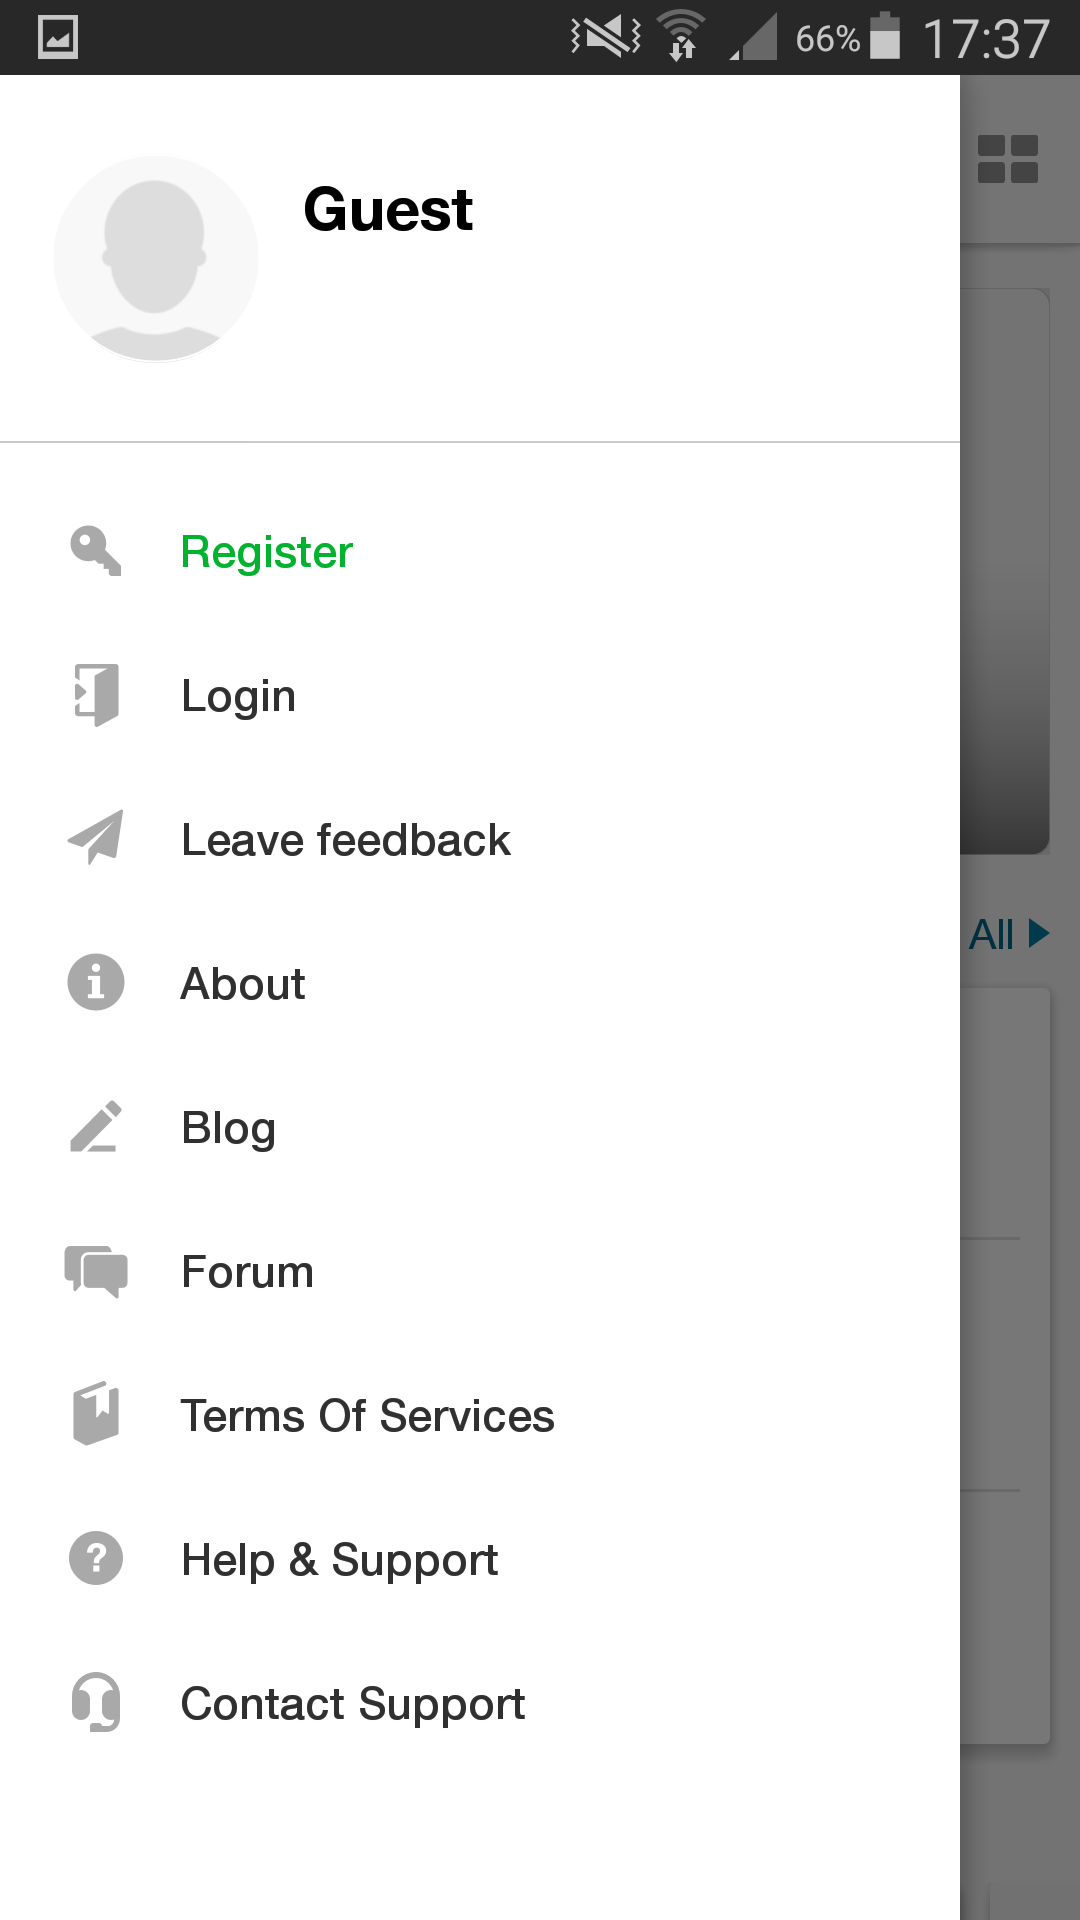 66% 17:37
Guest
Register
Login
Leave feedback
All
About
Blog
Forum
Terms Of Services
Help & Support
Contact Support